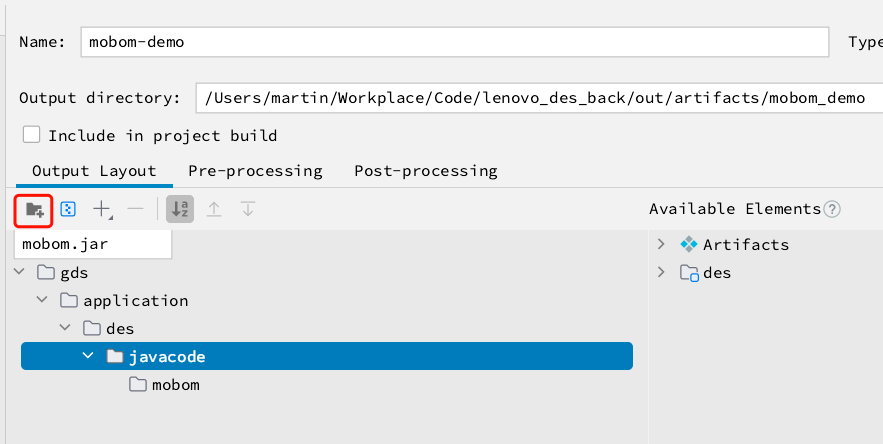 Name: mobom-demo Type
Output directory: /Users/martin/Workplace/Code/lenovo_des_back/out/artifacts/mobom_demo
Include in project build
Output Layout Pre-processing Post-processing
Available Elements
mobom.jar
Artifacts
gds
des
application
des
javacode
mobom